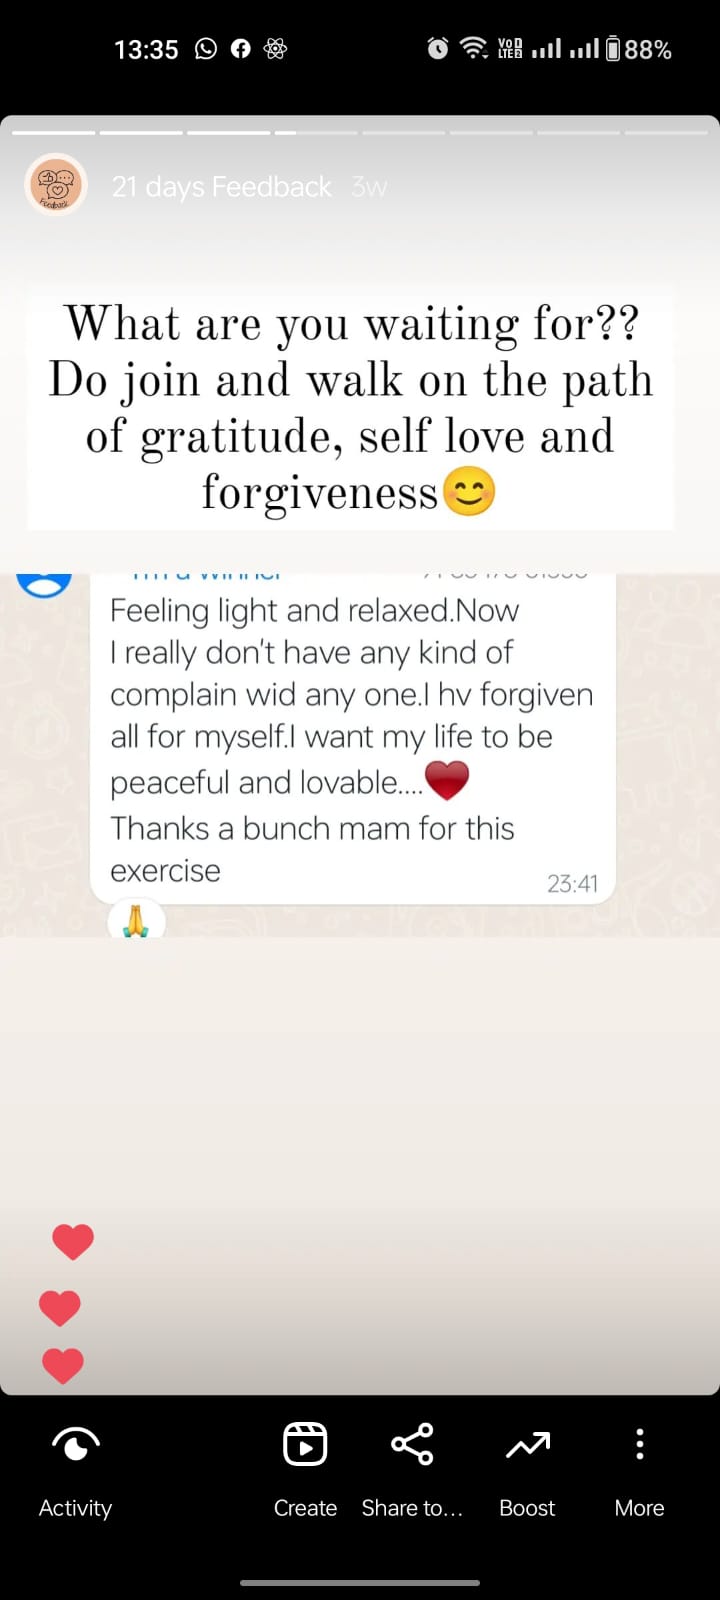 13:35
VoD
LTE2
88%
21 days Feedback 3w
Feedback
What are you waiting for??
Do join and walk on the path
of gratitude, self love and
forgiveness😊
Feeling light and relaxed.Now
I really don't have any kind of
complain wid any one.I hv forgiven
all for myself.I want my life to be
peaceful and lovable....❤️
Thanks a bunch mam for this
exercise
23:41
🙏
Activity
Create
Share to...
Boost
More